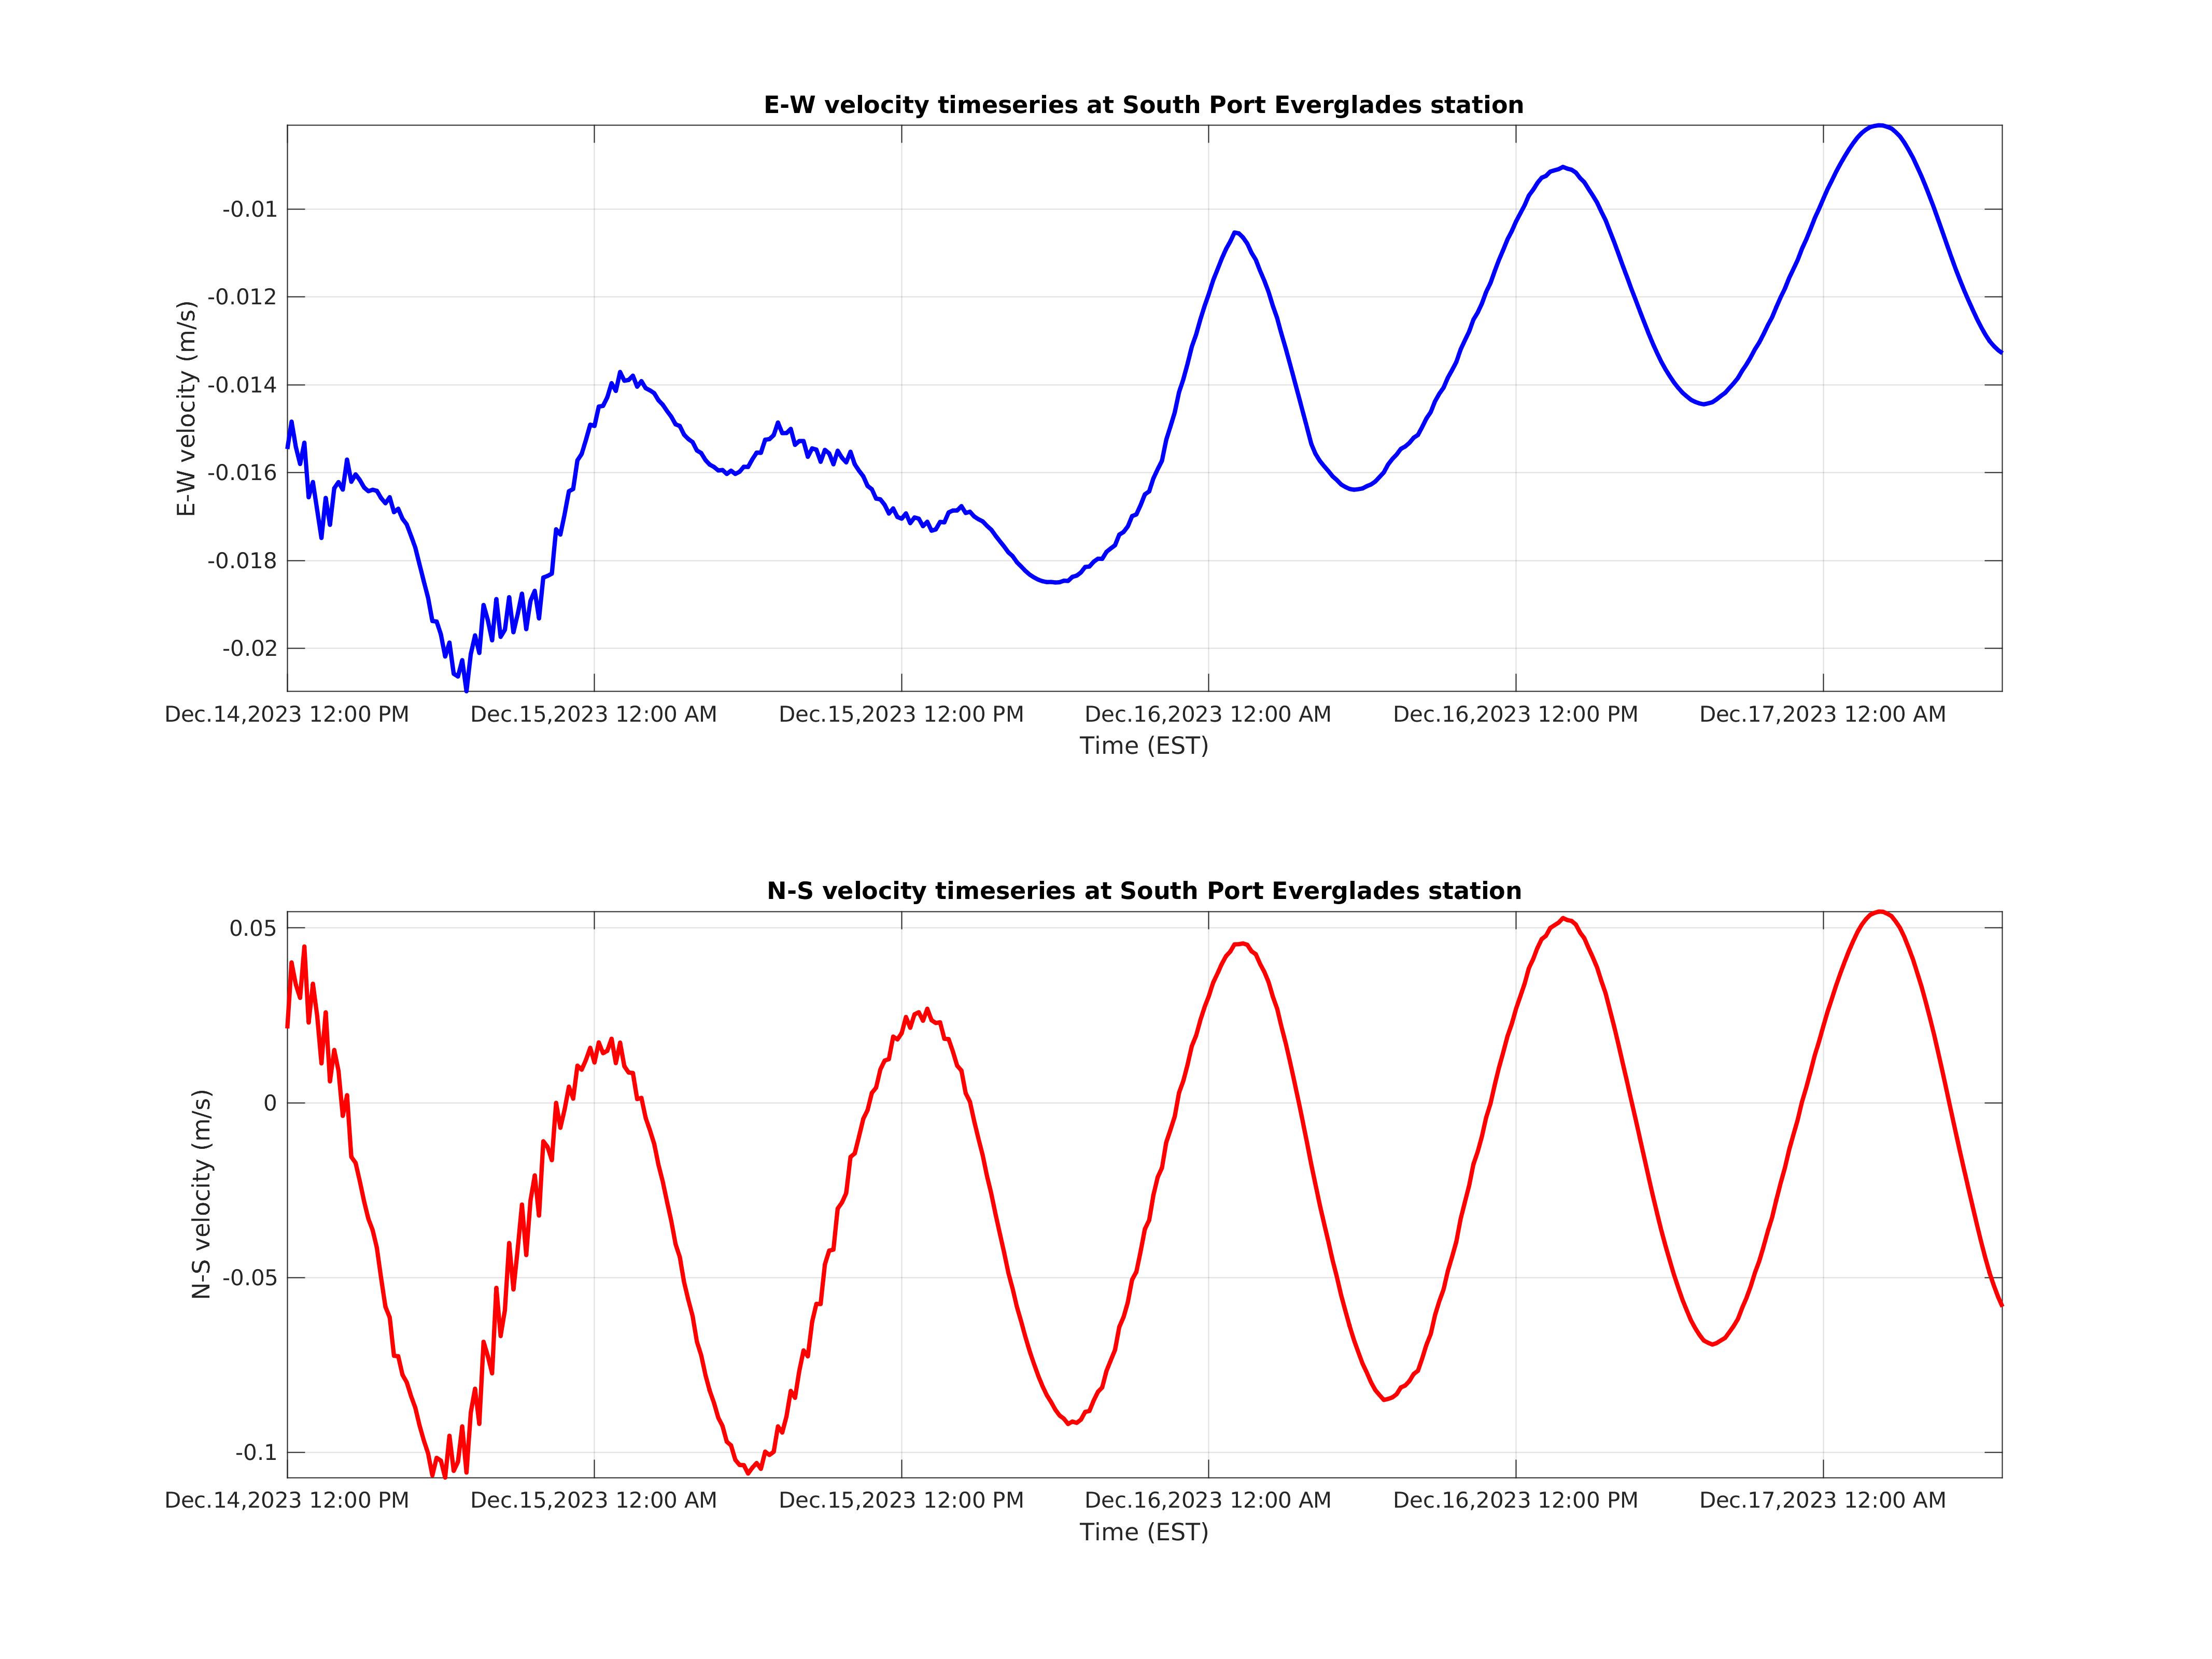 E-W velocity timeseries at South Port Everglades station
E-W velocity (m/s)
-0.01
-0.012
-0.014
-0.016
-0.018
-0.02
Dec.14,2023 12:00 PM
Dec.15,2023 12:00 AM
Dec.15,2023 12:00 PM
Dec.16,2023 12:00 AM
Dec.16,2023 12:00 PM
Dec.17,2023 12:00 AM
Time (EST)
N-S velocity timeseries at South Port Everglades station
N-S velocity (m/s)
0.05
0
-0.05
-0.1
Dec.14,2023 12:00 PM
Dec.15,2023 12:00 AM
Dec.15,2023 12:00 PM
Dec.16,2023 12:00 AM
Dec.16,2023 12:00 PM
Dec.17,2023 12:00 AM
Time (EST)